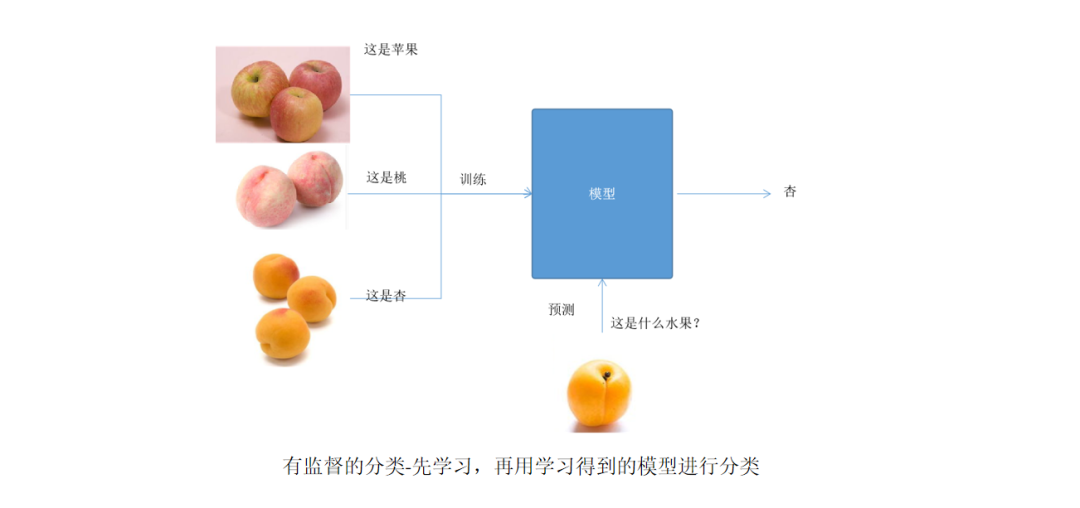 这是苹果
这是桃
训练
模型
杏
这是杏
预测
这是什么水果？
有监督的分类-先学习，再用学习得到的模型进行分类